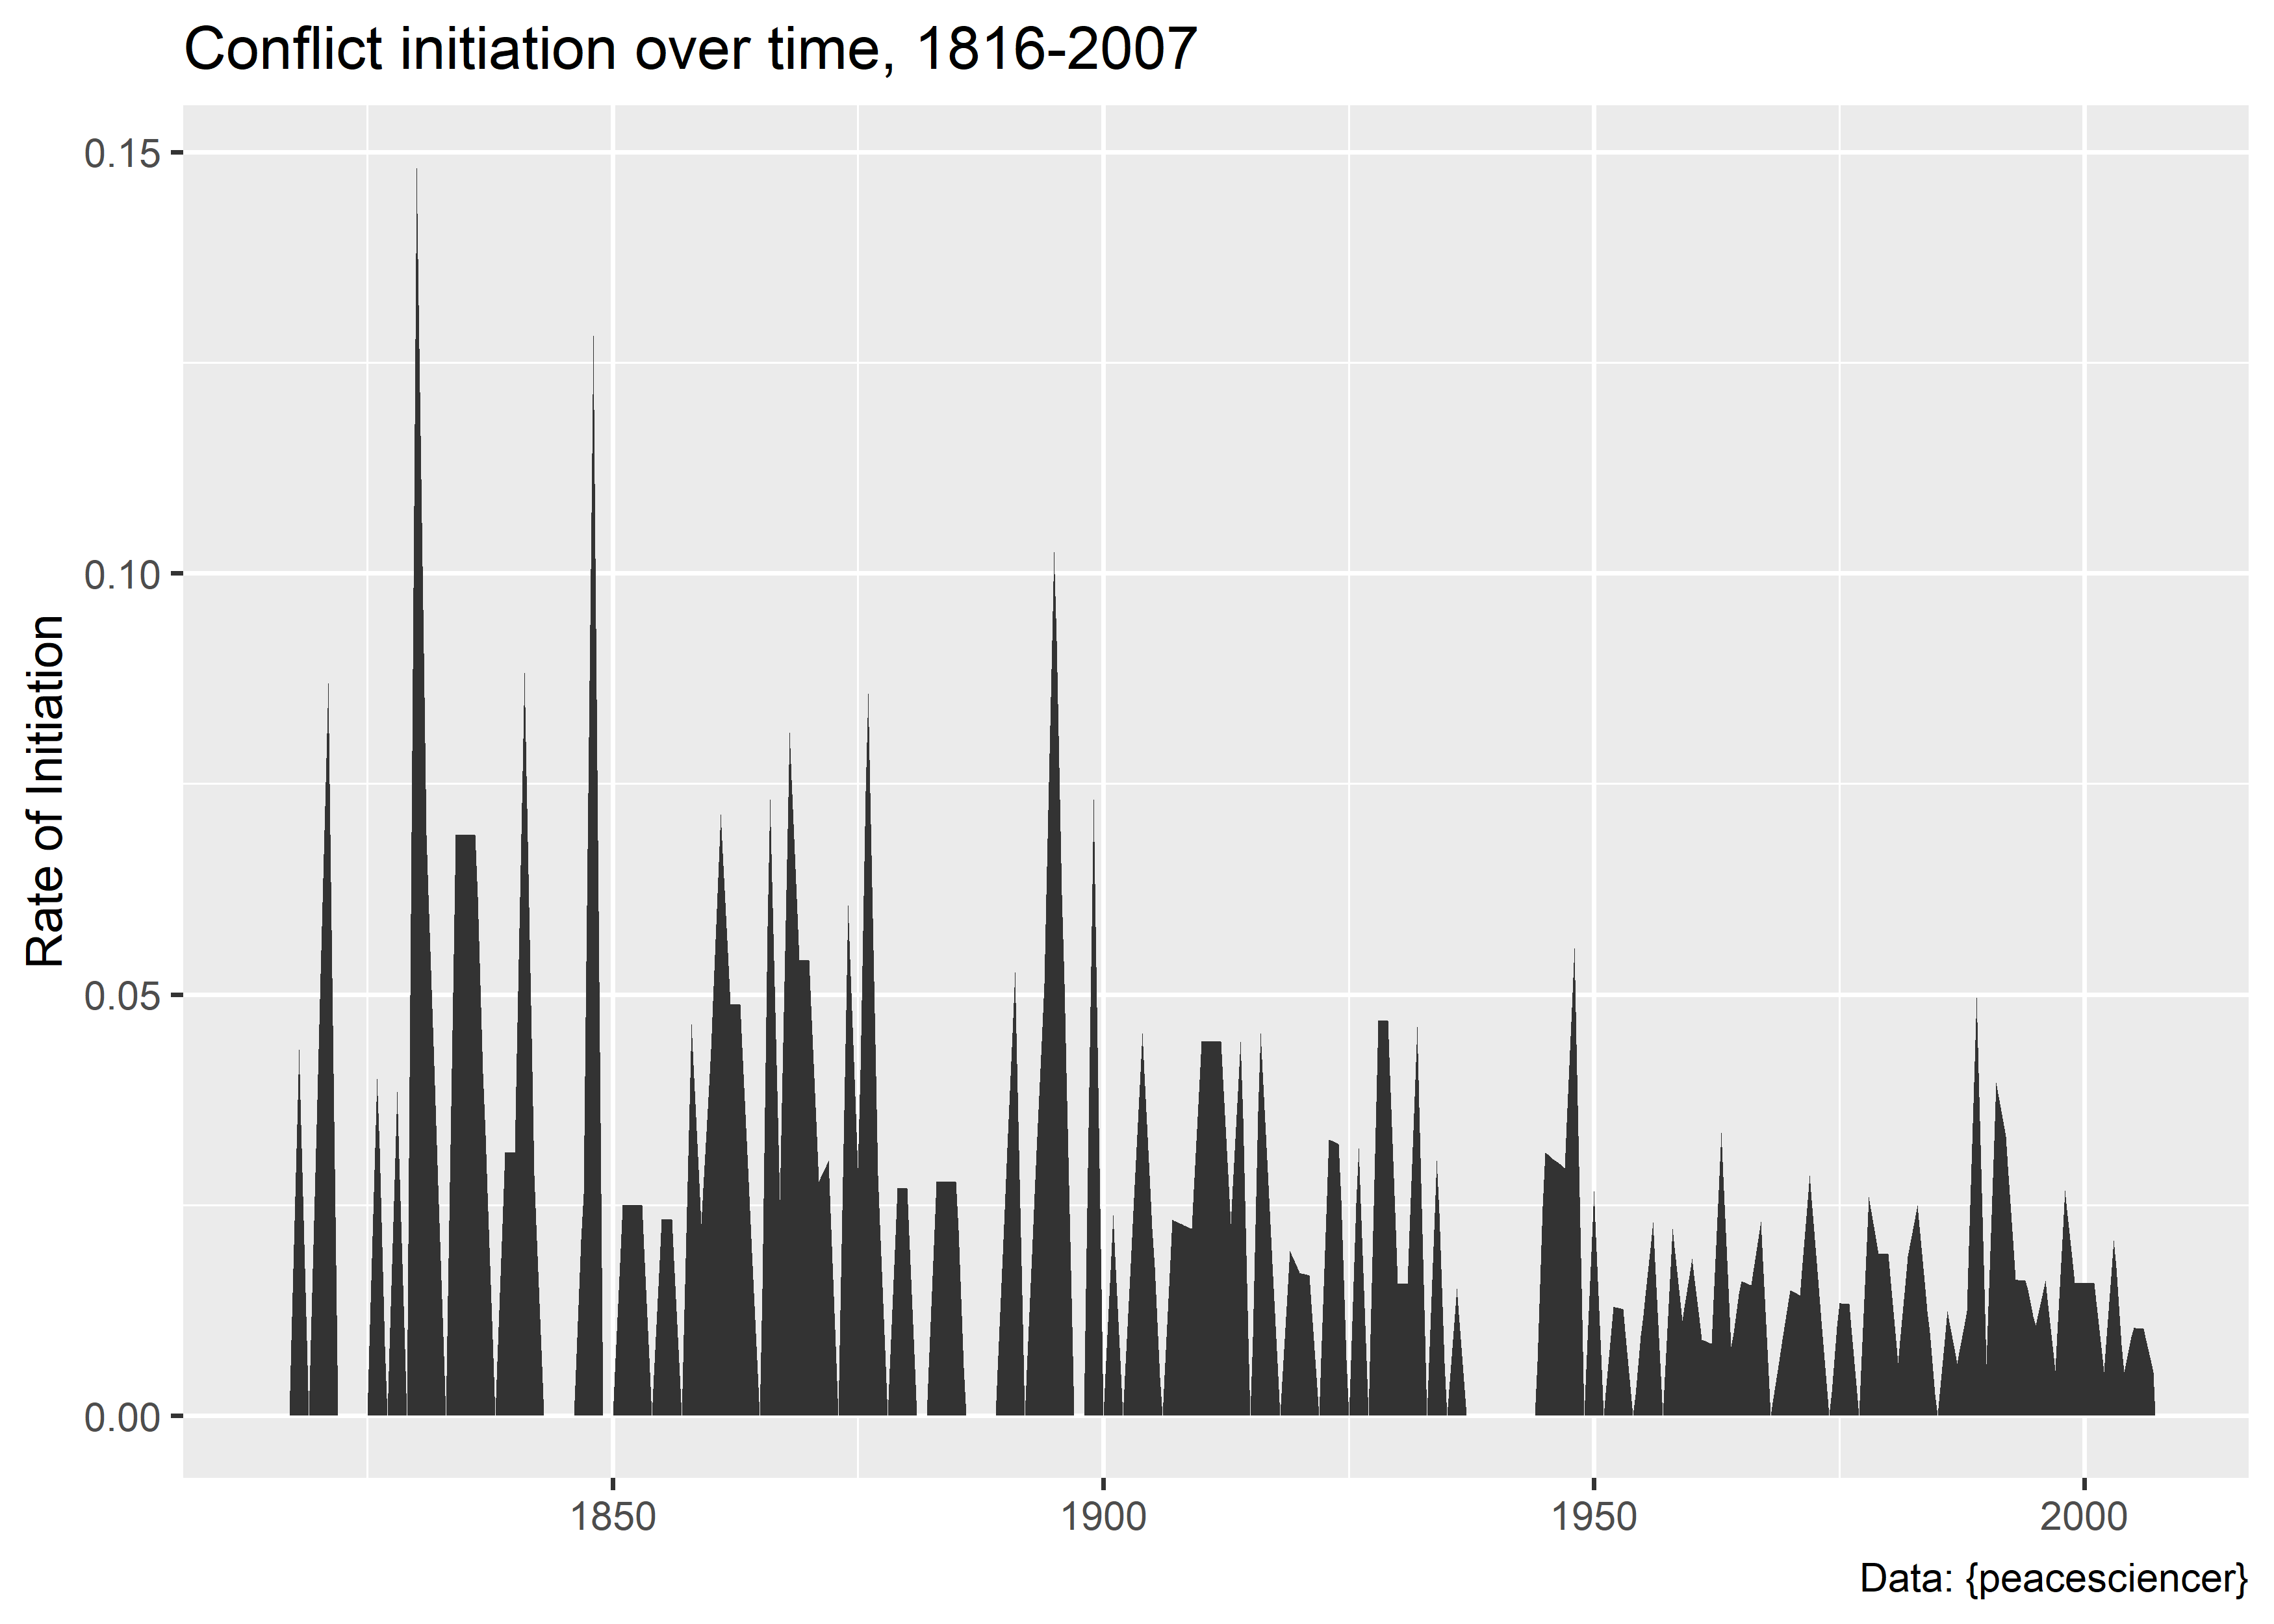 Conflict initiation over time, 1816-2007
0.15
0.10
0.05
0.00
Rate of Initiation
1850 1900 1950 2000
Data: {peacesciencer}